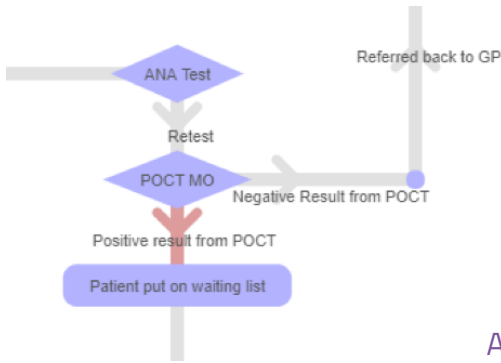 Referred back to GP
ANA Test
Retest
POCT MO
Negative Result from POCT
Positive result from POCT
Patient put on waiting list
A